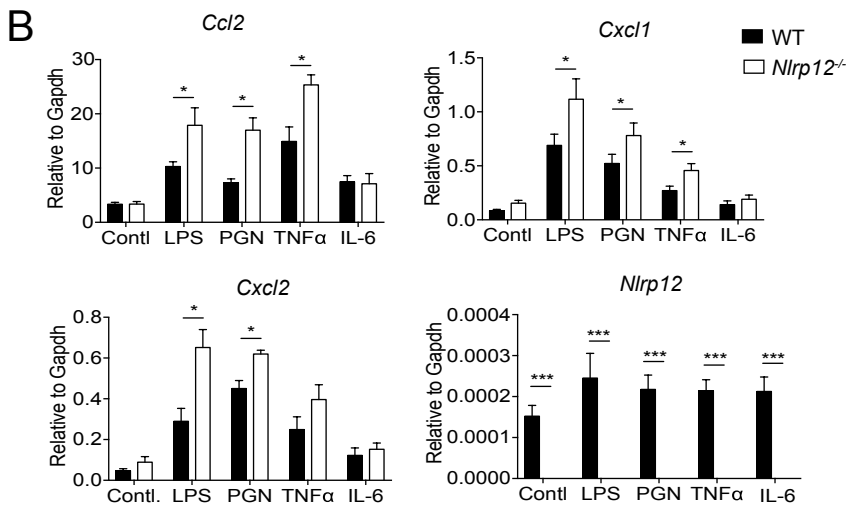 B
Ccl2
Relative to Gapdh
30
20
10
0
*
*
*
Contl LPS PGN TNFα IL-6
Cxcl1
Relative to Gapdh
1.5
1.0
0.5
0.0
*
*
*
Contl LPS PGN TNFα IL-6
WT
Nlrp12-/-
Cxcl2
Relative to Gapdh
0.8
0.6
0.4
0.2
0.0
*
*
Contl. LPS PGN TNFα IL-6
Nlrp12
Relative to Gapdh
0.0004
0.0003
0.0002
0.0001
0.0000
***
***
***
***
***
Contl LPS PGN TNFα IL-6